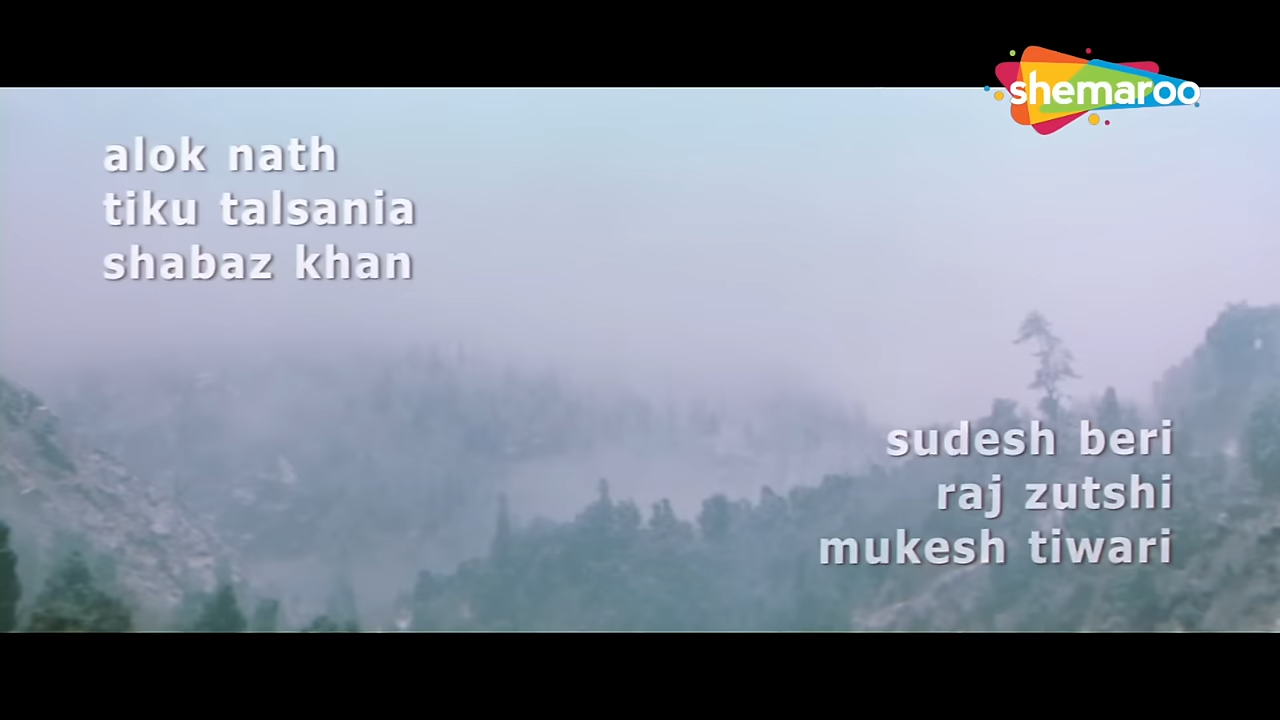 shemaroo
alok nath
tiku talsania
shabaz khan
sudesh beri
raj zutshi
mukesh tiwari